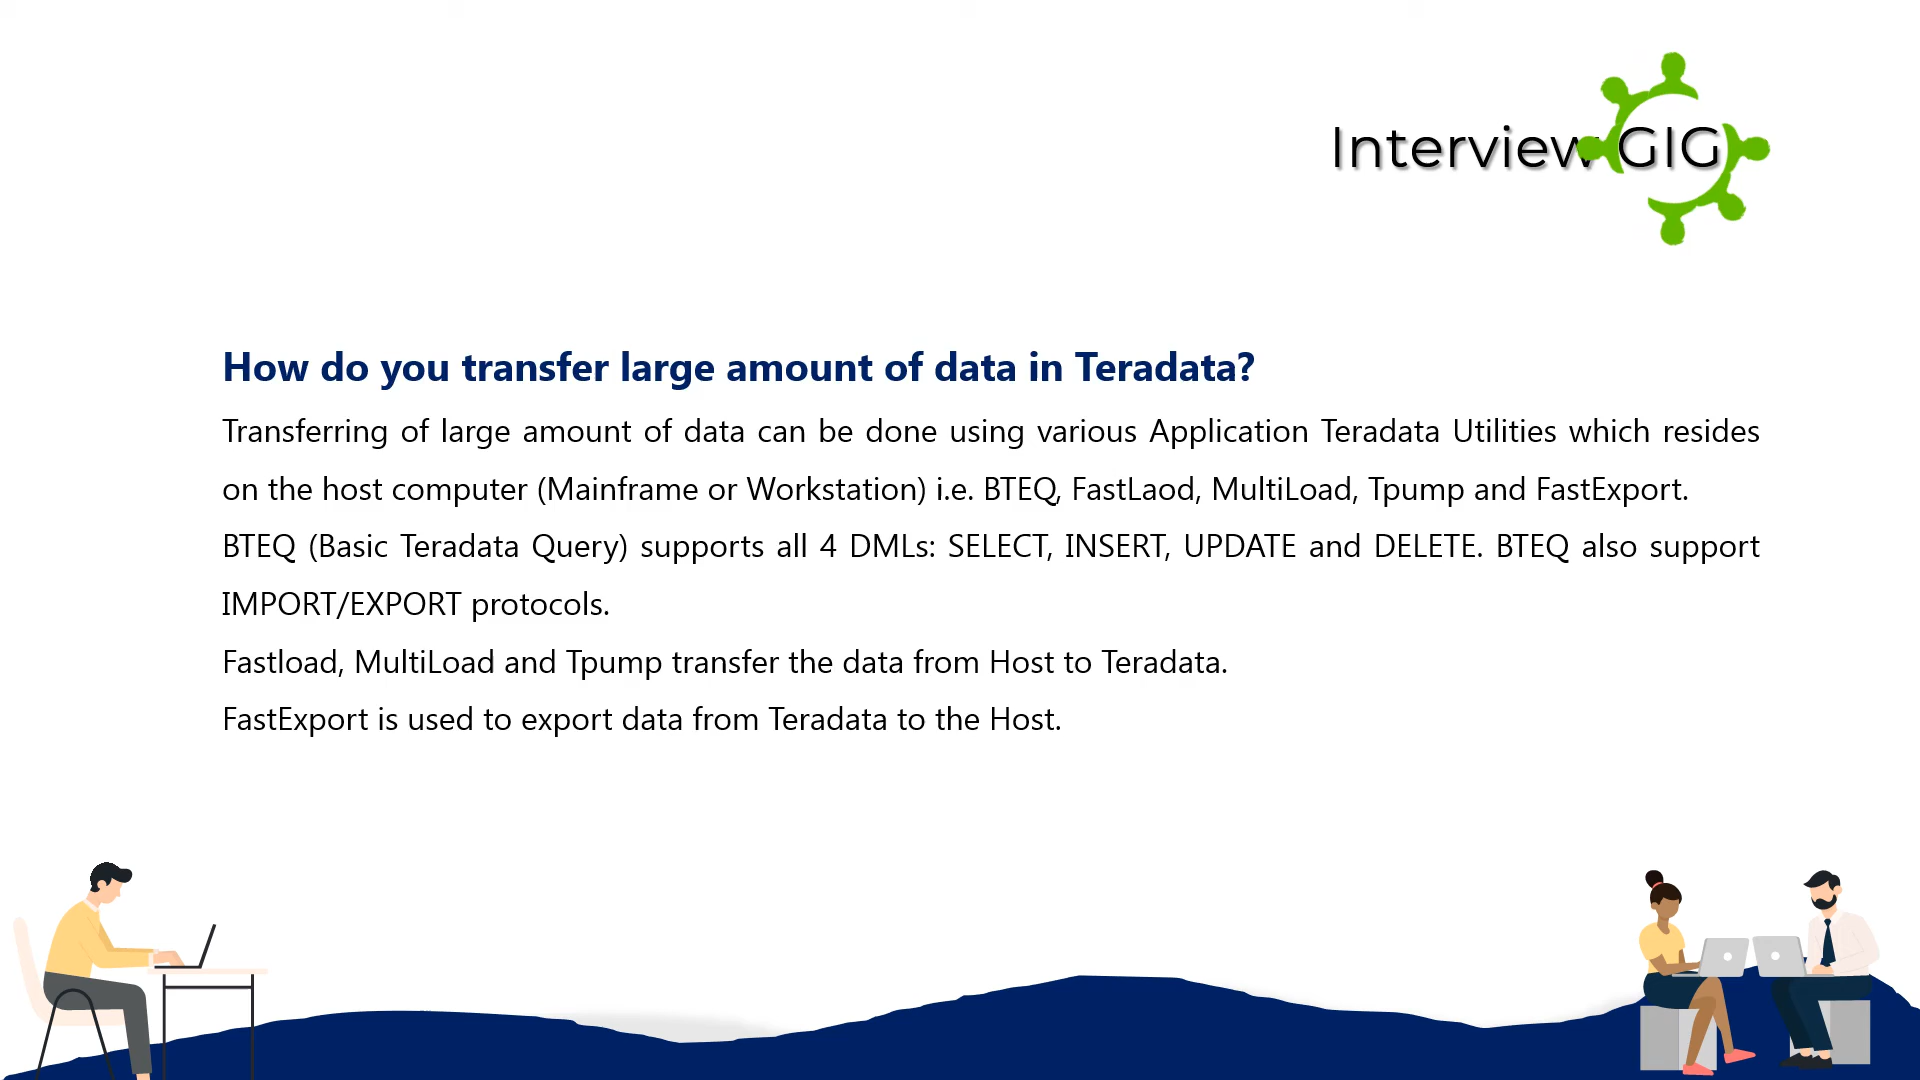 Interview GIG
How do you transfer large amount of data in Teradata?
Transferring of large amount of data can be done using various Application Teradata Utilities which resides
on the host computer (Mainframe or Workstation) i.e. BTEQ, FastLaod, MultiLoad, Tpump and FastExport.
BTEQ (Basic Teradata Query) supports all 4 DMLs: SELECT, INSERT, UPDATE and DELETE. BTEQ also support
IMPORT/EXPORT protocols.
Fastload, MultiLoad and Tpump transfer the data from Host to Teradata.
FastExport is used to export data from Teradata to the Host.